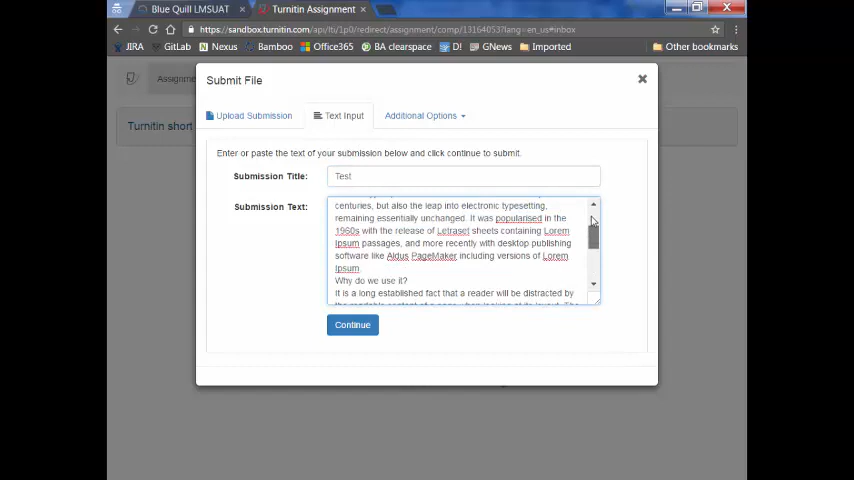 Blue Quill LMSUAT
Turnitin Assignment
https://sandbox.turnitin.com/api/lti/1p0/redirect/assignment/comp/13164053?lang=en_us#inbox
JIRA GitLab Nexus Bamboo Office365 BA clearspace D! GNews Imported Other bookmarks
Assignme
Turnitin short
Submit File
Upload Submission Text Input Additional Options
Enter or paste the text of your submission below and click continue to submit.
Submission Title: Test
Submission Text:
centuries, but also the leap into electronic typesetting,
remaining essentially unchanged. It was popularised in the
1960s with the release of Letraset sheets containing Lorem
Ipsum passages, and more recently with desktop publishing
software like Aldus PageMaker including versions of Lorem
Ipsum.
Why do we use it?
It is a long established fact that a reader will be distracted by
Continue